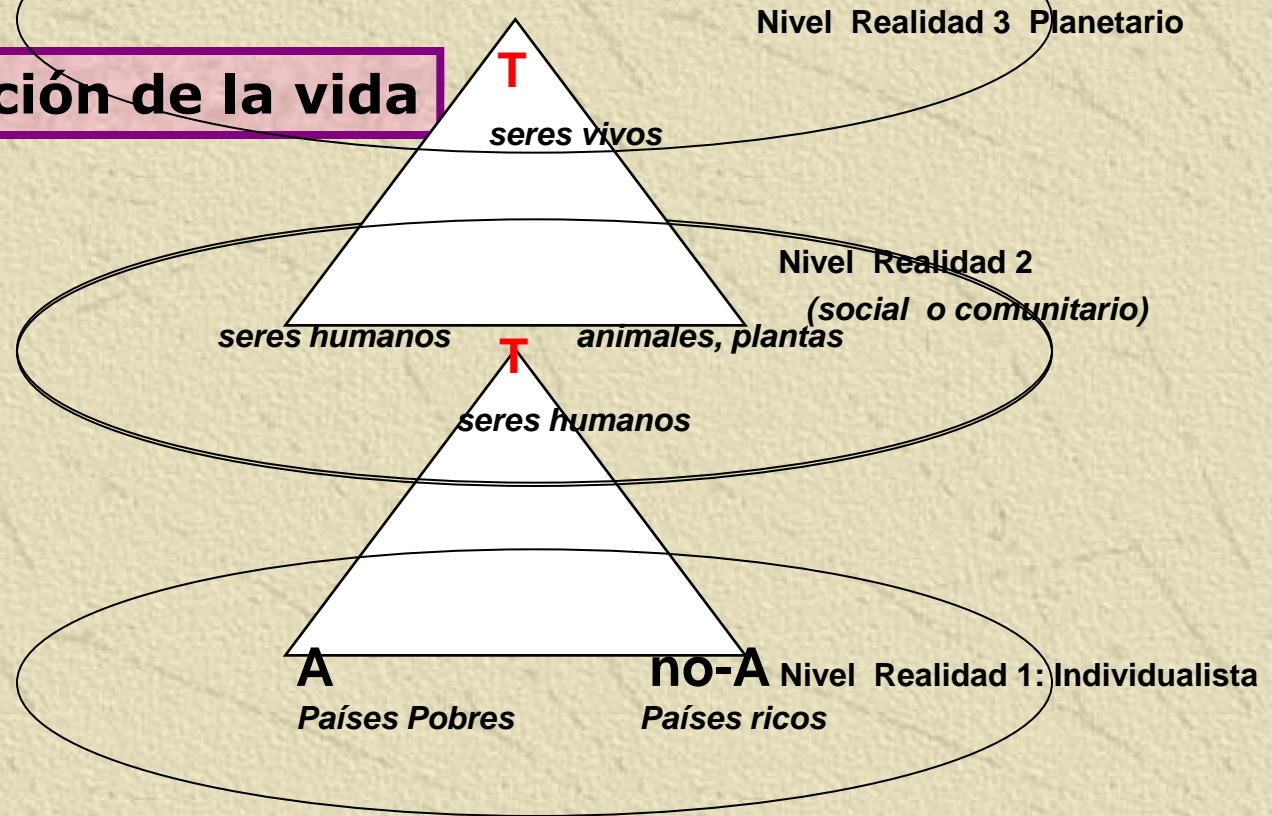 Nivel Realidad 3 Planetario
T
ción de la vida
seres vivos
Nivel Realidad 2
(social o comunitario)
seres humanos animales, plantas
T
seres humanos
A no-A Nivel Realidad 1: Individualista
Países Pobres Países ricos